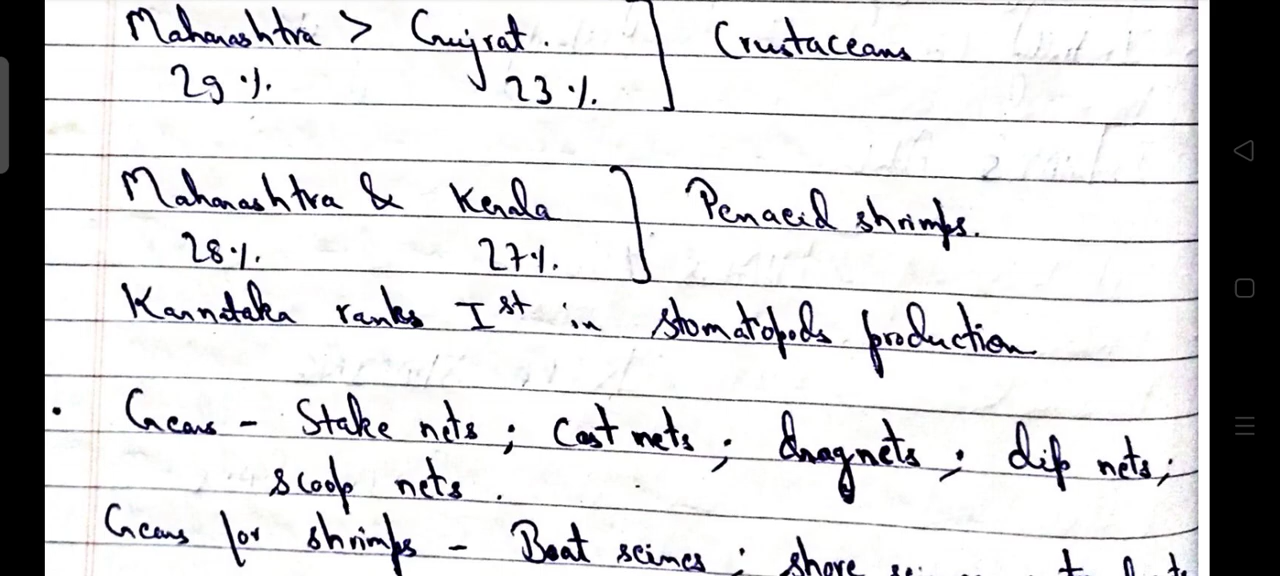 Maharashtra > Gujrat. ] Crustaceans
29 %. 23 %.
Maharashtra & Kerala ] Penaeid shrimps.
28 %. 27 %.
Karnataka ranks Ist in stomatopods production
• Gears - Stake nets ; Cast nets ; dragnets ; dip nets ;
scoop nets .
Gears for shrimps - Boat seines ; shore